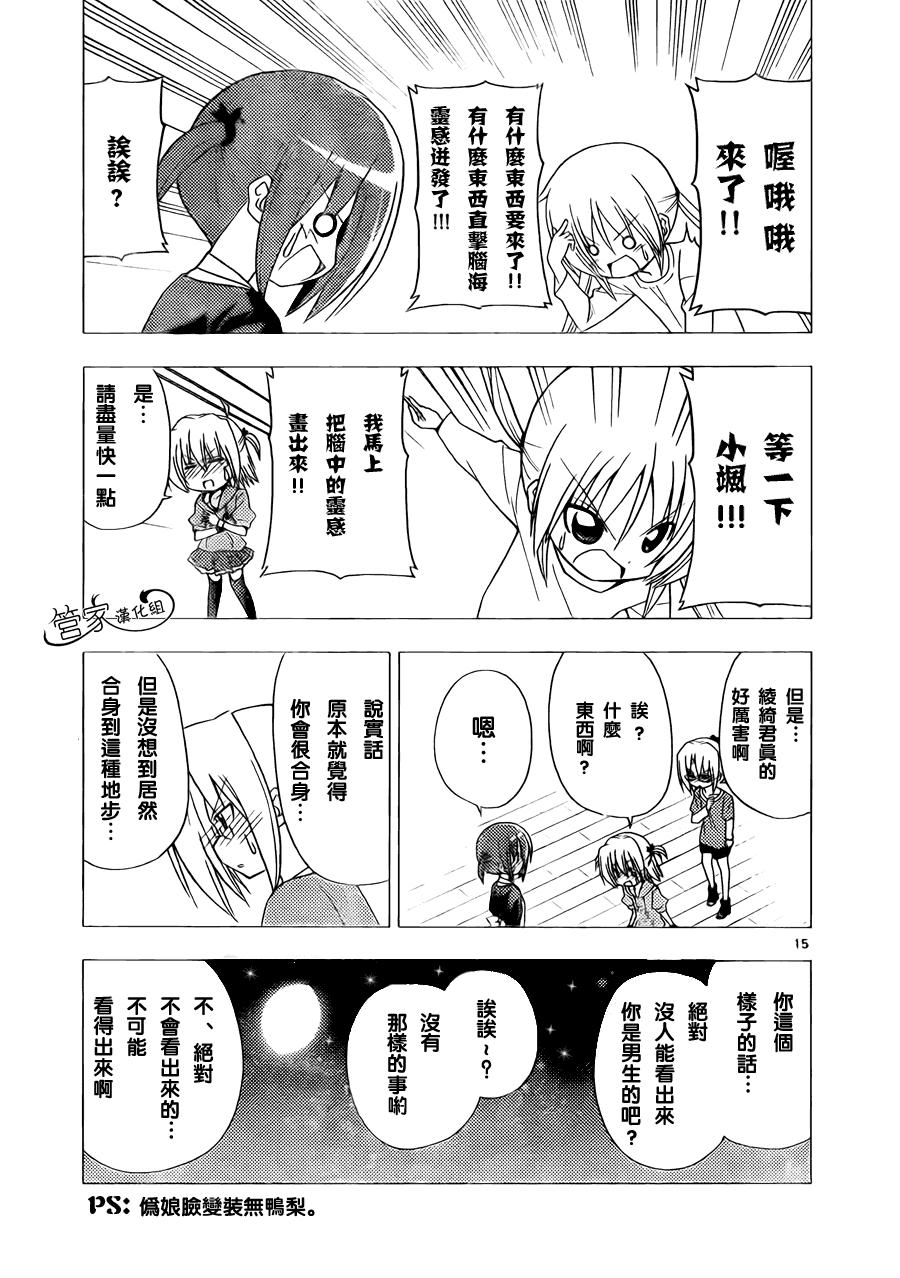 喔哦哦
來了!!
有什麼東西要來了!!
有什麼東西直擊腦海
靈感迸發了!!!
誒誒?
等一下
小颯!!!
我馬上
把腦中的靈感
畫出來!!
是…
請盡量快一點
管家漢化組
但是…
綾綺君真的
好厲害啊
誒?
什麼
東西啊?
嗯…
說實話
原本就覺得
你會很合身…
但是沒想到居然
合身到這種地步…
15
你這個
樣子的話…
絕對
沒人能看出來
你是男生的吧?
誒誒~?
沒有
那樣的事喲
不、絕對
不會看出來的…
不可能
看得出來啊
PS: 偽娘臉變裝無鴨梨。